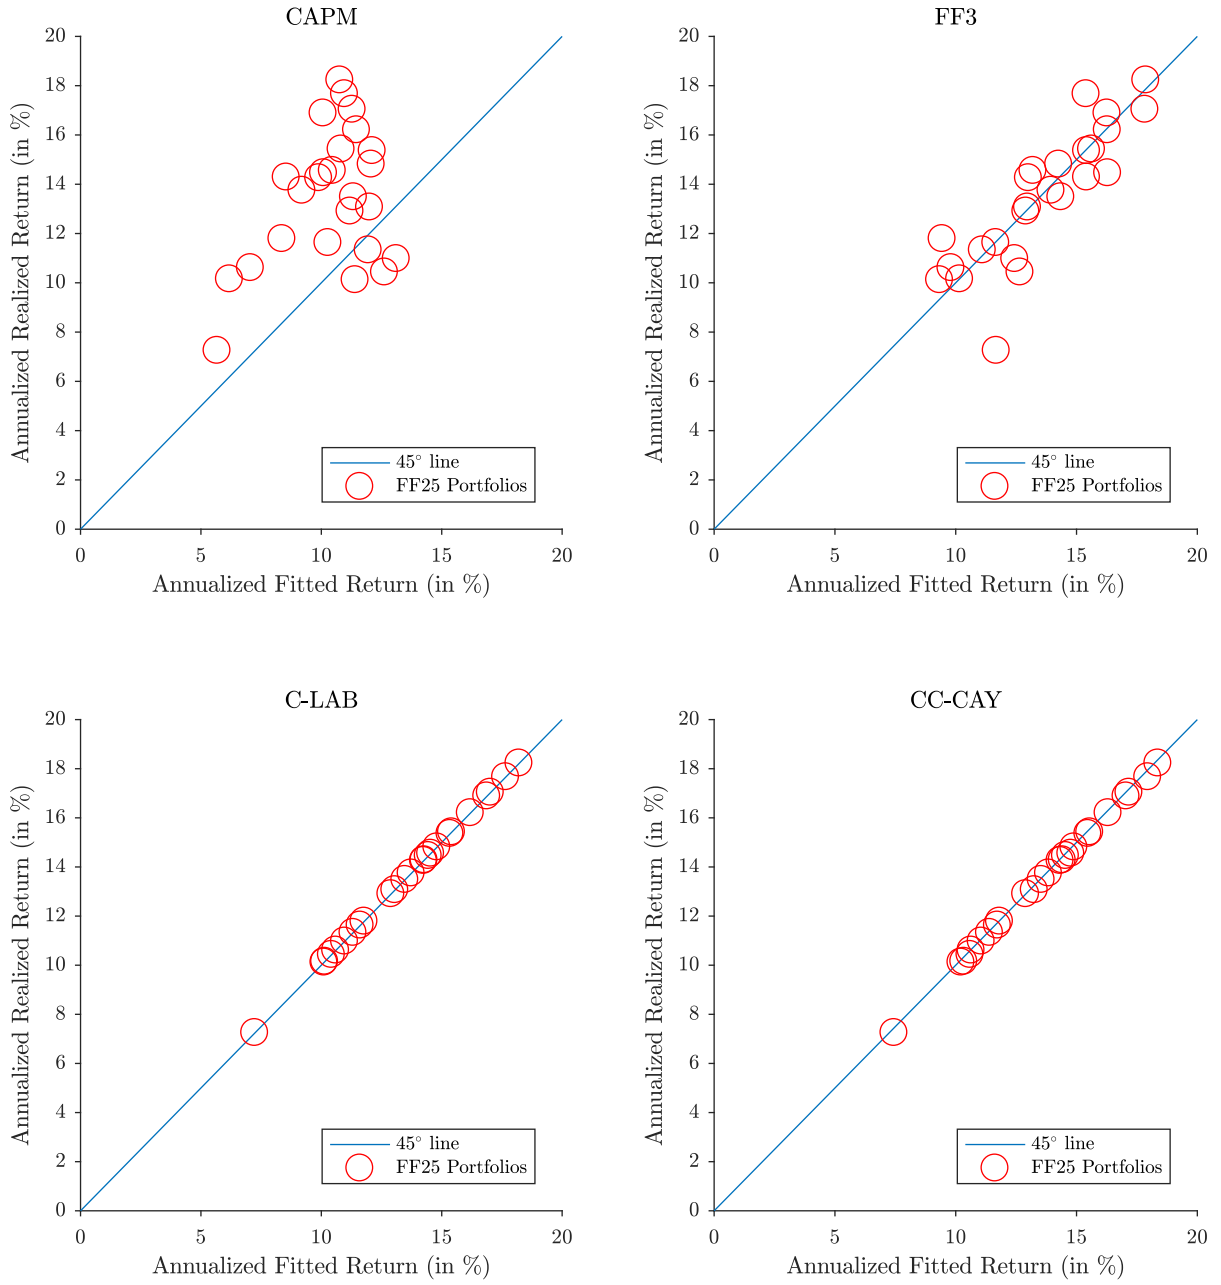 CAPM
20
18
16
14
12
10
8
6
4
2
0
0 5 10 15 20
Annualized Realized Return (in %)
Annualized Fitted Return (in %)
45° line
FF25 Portfolios
FF3
20
18
16
14
12
10
8
6
4
2
0
0 5 10 15 20
Annualized Realized Return (in %)
Annualized Fitted Return (in %)
45° line
FF25 Portfolios
C-LAB
20
18
16
14
12
10
8
6
4
2
0
0 5 10 15 20
Annualized Realized Return (in %)
Annualized Fitted Return (in %)
45° line
FF25 Portfolios
CC-CAY
20
18
16
14
12
10
8
6
4
2
0
0 5 10 15 20
Annualized Realized Return (in %)
Annualized Fitted Return (in %)
45° line
FF25 Portfolios